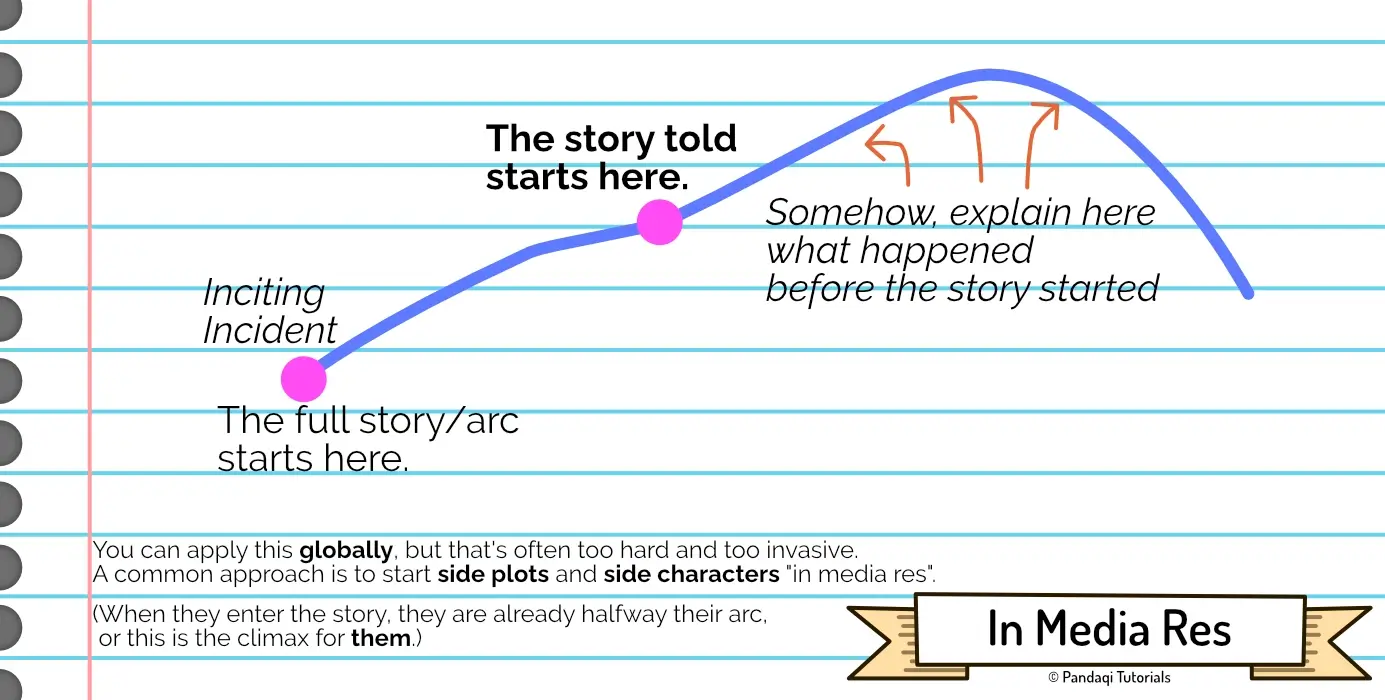 The story told
starts here.
Somehow, explain here
what happened
before the story started
Inciting
Incident
The full story/arc
starts here.
You can apply this globally, but that's often too hard and too invasive.
A common approach is to start side plots and side characters "in media res".
(When they enter the story, they are already halfway their arc,
or this is the climax for them.)
In Media Res
© Pandaqi Tutorials